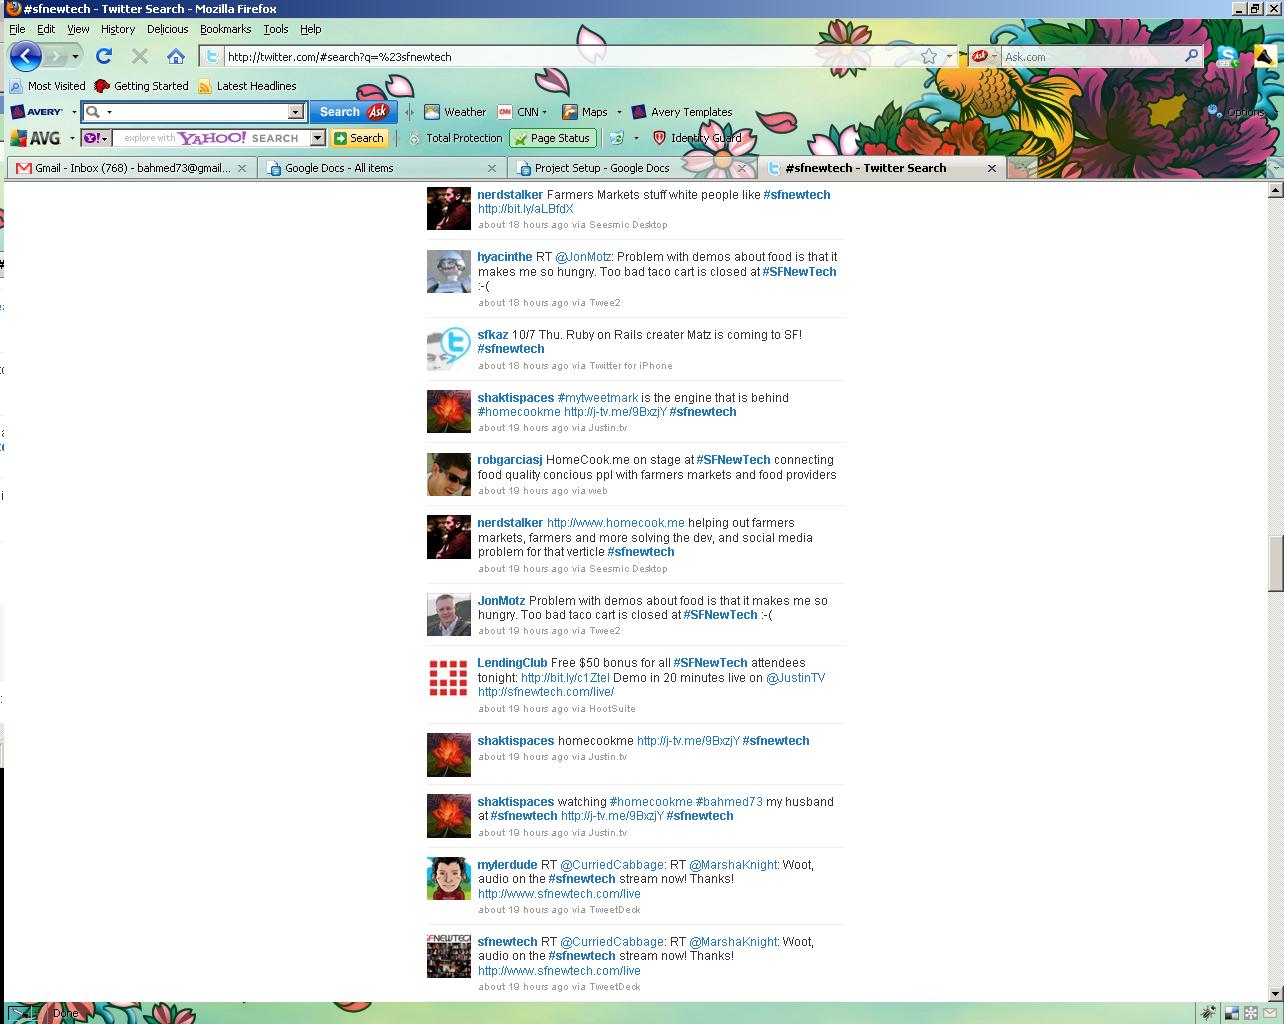 #sfnewtech - Twitter Search - Mozilla Firefox
File Edit View History Delicious Bookmarks Tools Help
http://twitter.com/#search?q=%23sfnewtech
Ask Ask.com
Most Visited Getting Started Latest Headlines
AVERY Search Ask Weather CNN Maps Avery Templates Options
AVG Y! explore with YAHOO! SEARCH Search Total Protection Page Status Identity Guard
Gmail - Inbox (768) - bahmed73@gmail... Google Docs - All items Project Setup - Google Docs #sfnewtech - Twitter Search
nerdstalker Farmers Markets stuff white people like #sfnewtech
http://bit.ly/aLBfdX
about 18 hours ago via Seesmic Desktop
hyacinthe RT @JonMotz: Problem with demos about food is that it
makes me so hungry. Too bad taco cart is closed at #SFNewTech
:-(
about 18 hours ago via Twee2
sfkaz 10/7 Thu. Ruby on Rails creater Matz is coming to SF!
#sfnewtech
about 18 hours ago via Twitter for iPhone
shaktispaces #mytweetmark is the engine that is behind
#homecookme http://j-tv.me/9BxzjY #sfnewtech
about 19 hours ago via Justin.tv
robgarciasj HomeCook.me on stage at #SFNewTech connecting
food quality concious ppl with farmers markets and food providers
about 19 hours ago via web
nerdstalker http://www.homecook.me helping out farmers
markets, farmers and more solving the dev, and social media
problem for that verticle #sfnewtech
about 19 hours ago via Seesmic Desktop
JonMotz Problem with demos about food is that it makes me so
hungry. Too bad taco cart is closed at #SFNewTech :-(
about 19 hours ago via Twee2
LendingClub Free $50 bonus for all #SFNewTech attendees
tonight: http://bit.ly/c1Ztel Demo in 20 minutes live on @JustinTV
http://sfnewtech.com/live/
about 19 hours ago via HootSuite
shaktispaces homecookme http://j-tv.me/9BxzjY #sfnewtech
about 19 hours ago via Justin.tv
shaktispaces watching #homecookme #bahmed73 my husband
at #sfnewtech http://j-tv.me/9BxzjY #sfnewtech
about 19 hours ago via Justin.tv
mylerdude RT @CurriedCabbage: RT @MarshaKnight: Woot,
audio on the #sfnewtech stream now! Thanks!
http://www.sfnewtech.com/live
about 19 hours ago via TweetDeck
sfnewtech RT @CurriedCabbage: RT @MarshaKnight: Woot,
audio on the #sfnewtech stream now! Thanks!
http://www.sfnewtech.com/live
about 19 hours ago via TweetDeck
Done